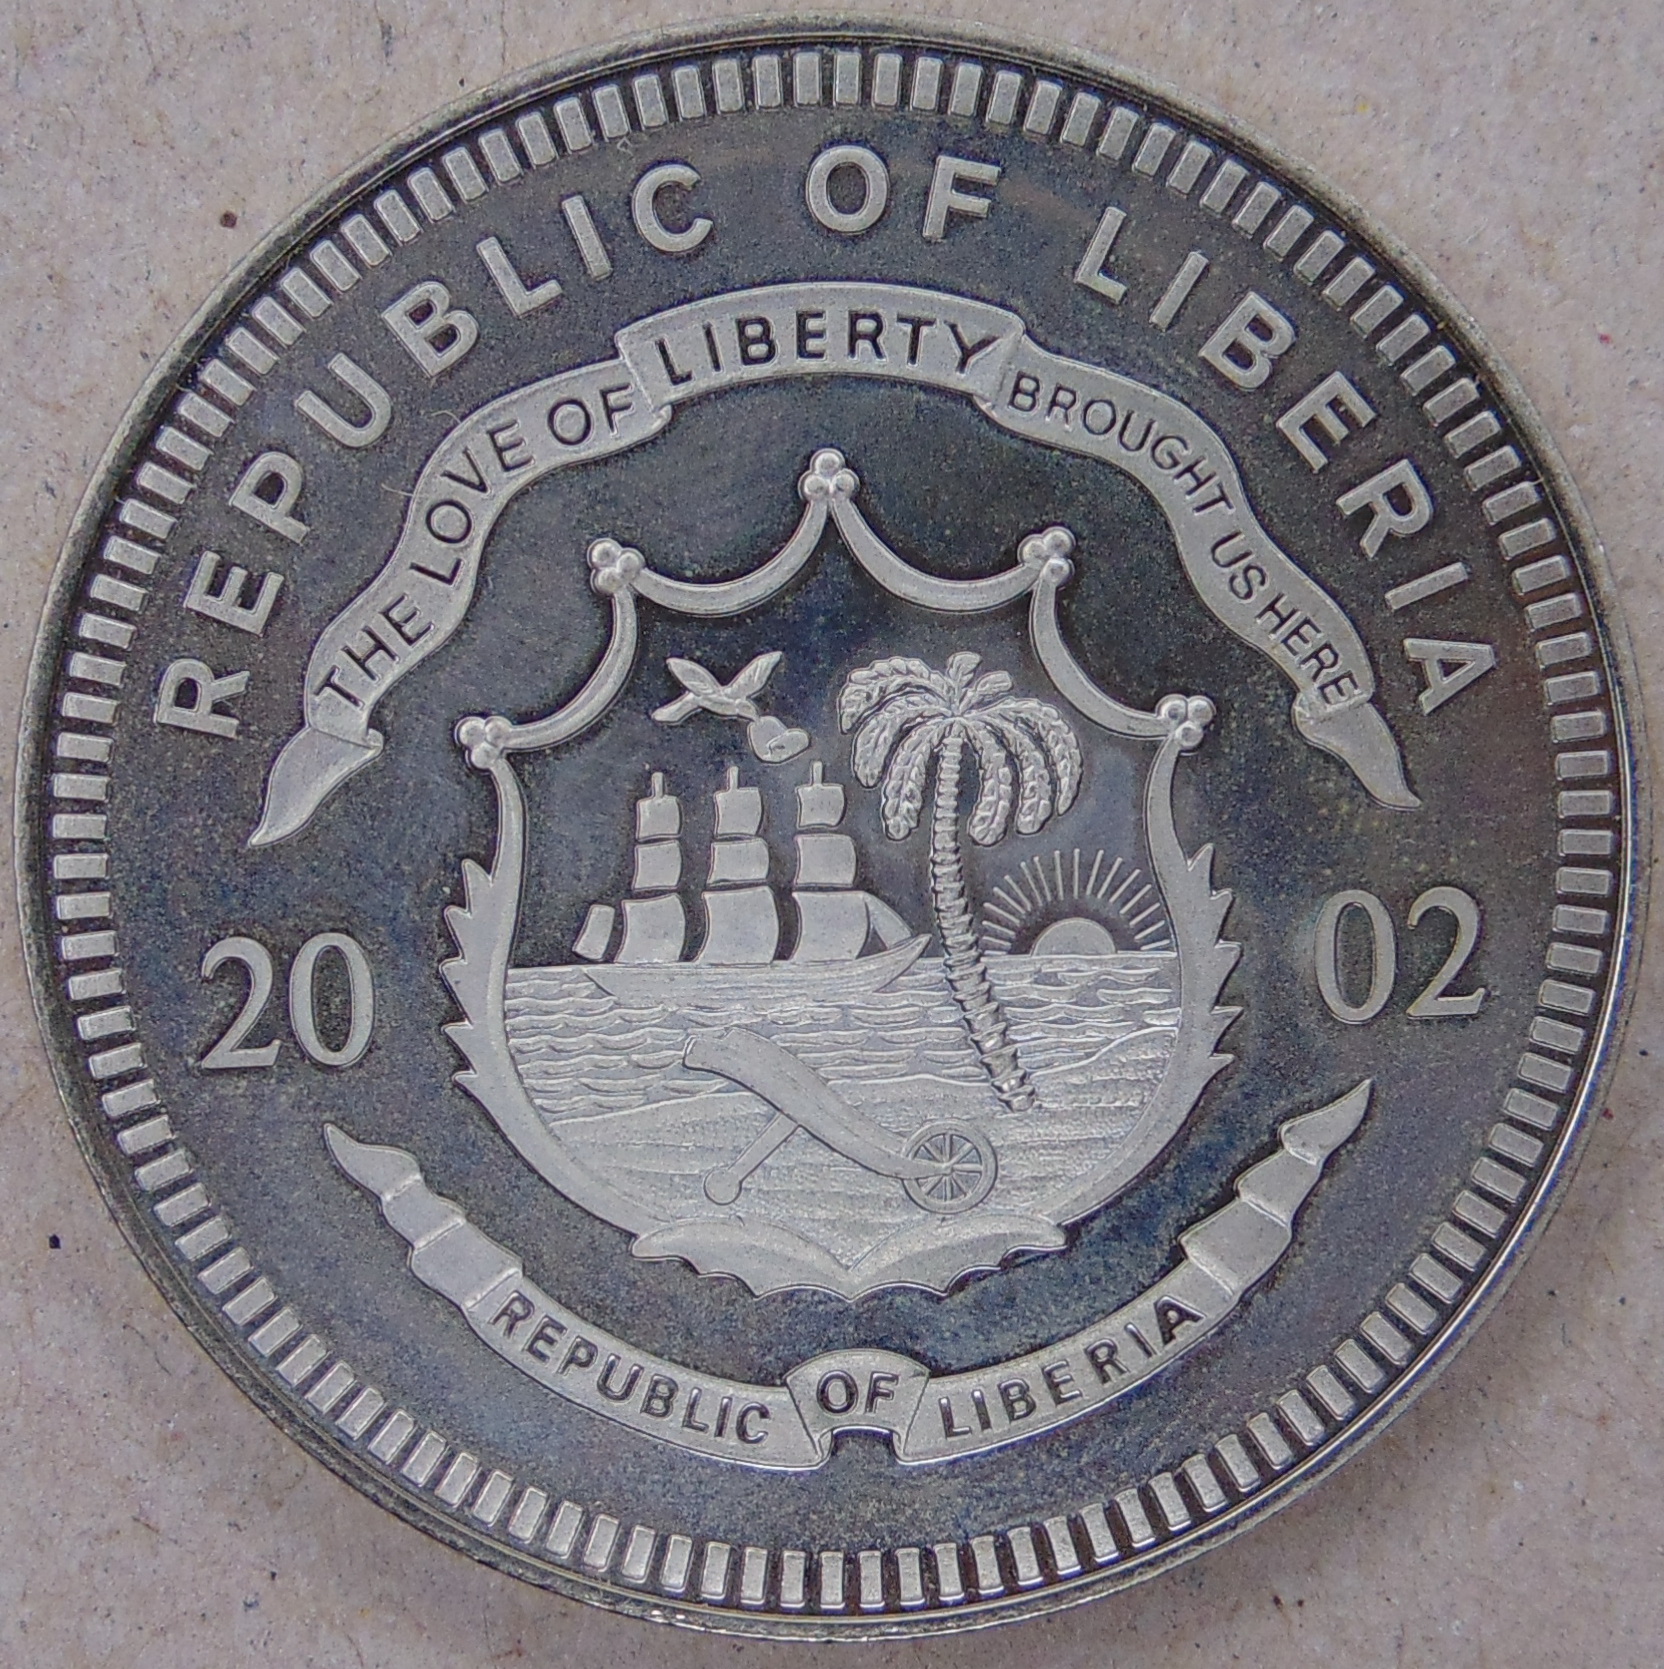 REPUBLIC OF LIBERIA
THE LOVE OF LIBERTY BROUGHT US HERE
20 02
REPUBLIC OF LIBERIA